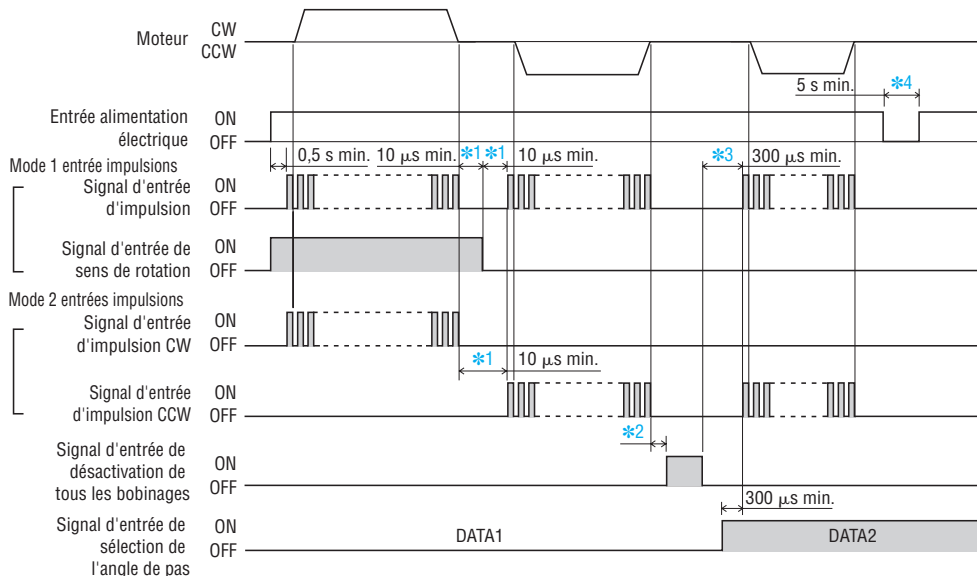 Moteur
CW
CCW
5 s min.
✻4
Entrée alimentation
électrique
ON
OFF
0,5 s min.
10 μs min.
✻1
✻1
10 μs min.
✻3
300 μs min.
Mode 1 entrée impulsions
Signal d'entrée
d'impulsion
ON
OFF
Signal d'entrée de
sens de rotation
ON
OFF
Mode 2 entrées impulsions
Signal d'entrée
d'impulsion CW
ON
OFF
✻1
10 μs min.
Signal d'entrée
d'impulsion CCW
ON
OFF
✻2
Signal d'entrée de
désactivation de
tous les bobinages
ON
OFF
300 μs min.
Signal d'entrée de
sélection de
l'angle de pas
ON
OFF
DATA1
DATA2